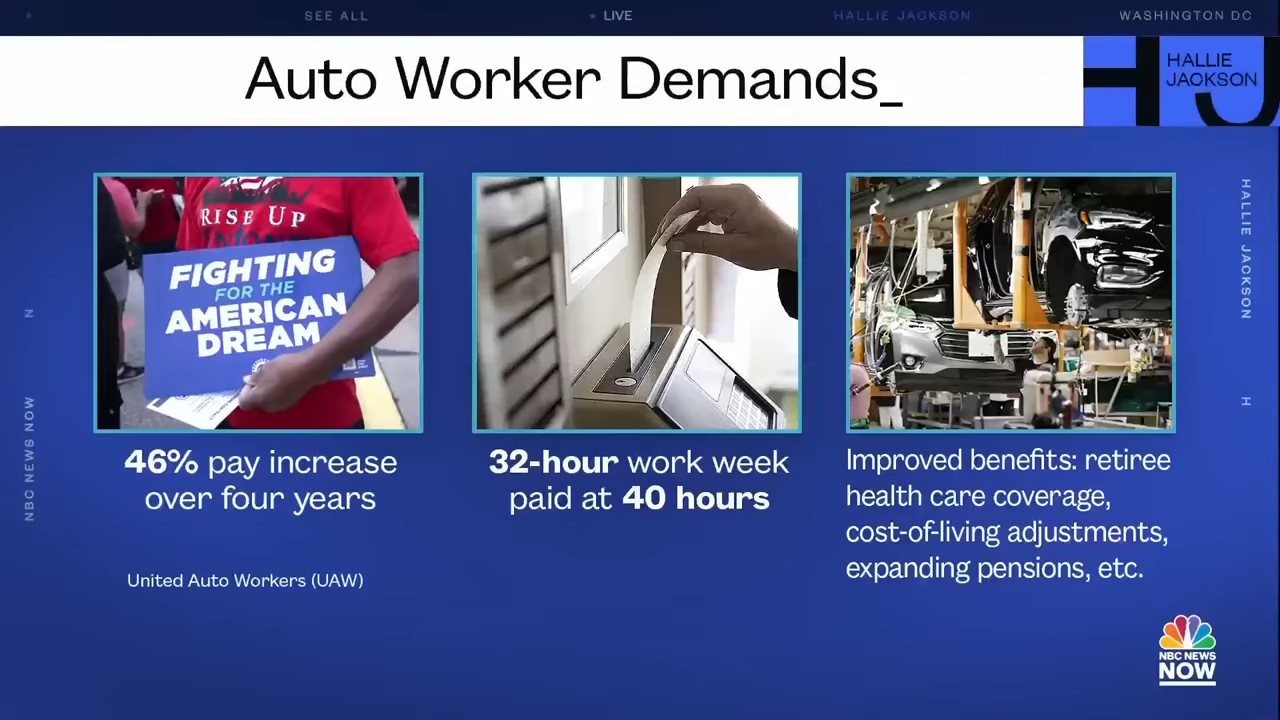 SEE ALL
LIVE
HALLIE JACKSON
WASHINGTON DC
Auto Worker Demands_
HALLIE
JACKSON
HJ
RISE UP
FIGHTING
FOR THE
AMERICAN
DREAM
46% pay increase
over four years
32-hour work week
paid at 40 hours
Improved benefits: retiree
health care coverage,
cost-of-living adjustments,
expanding pensions, etc.
United Auto Workers (UAW)
N
NBC NEWS NOW
HALLIE JACKSON
H
NBC NEWS
NOW